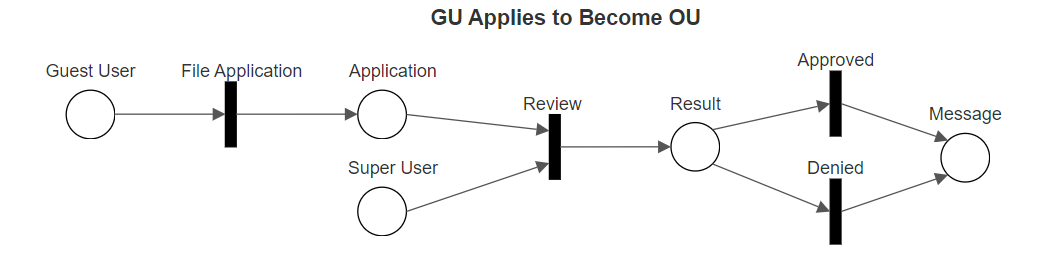 GU Applies to Become OU
Guest User
File Application
Application
Super User
Review
Result
Approved
Denied
Message